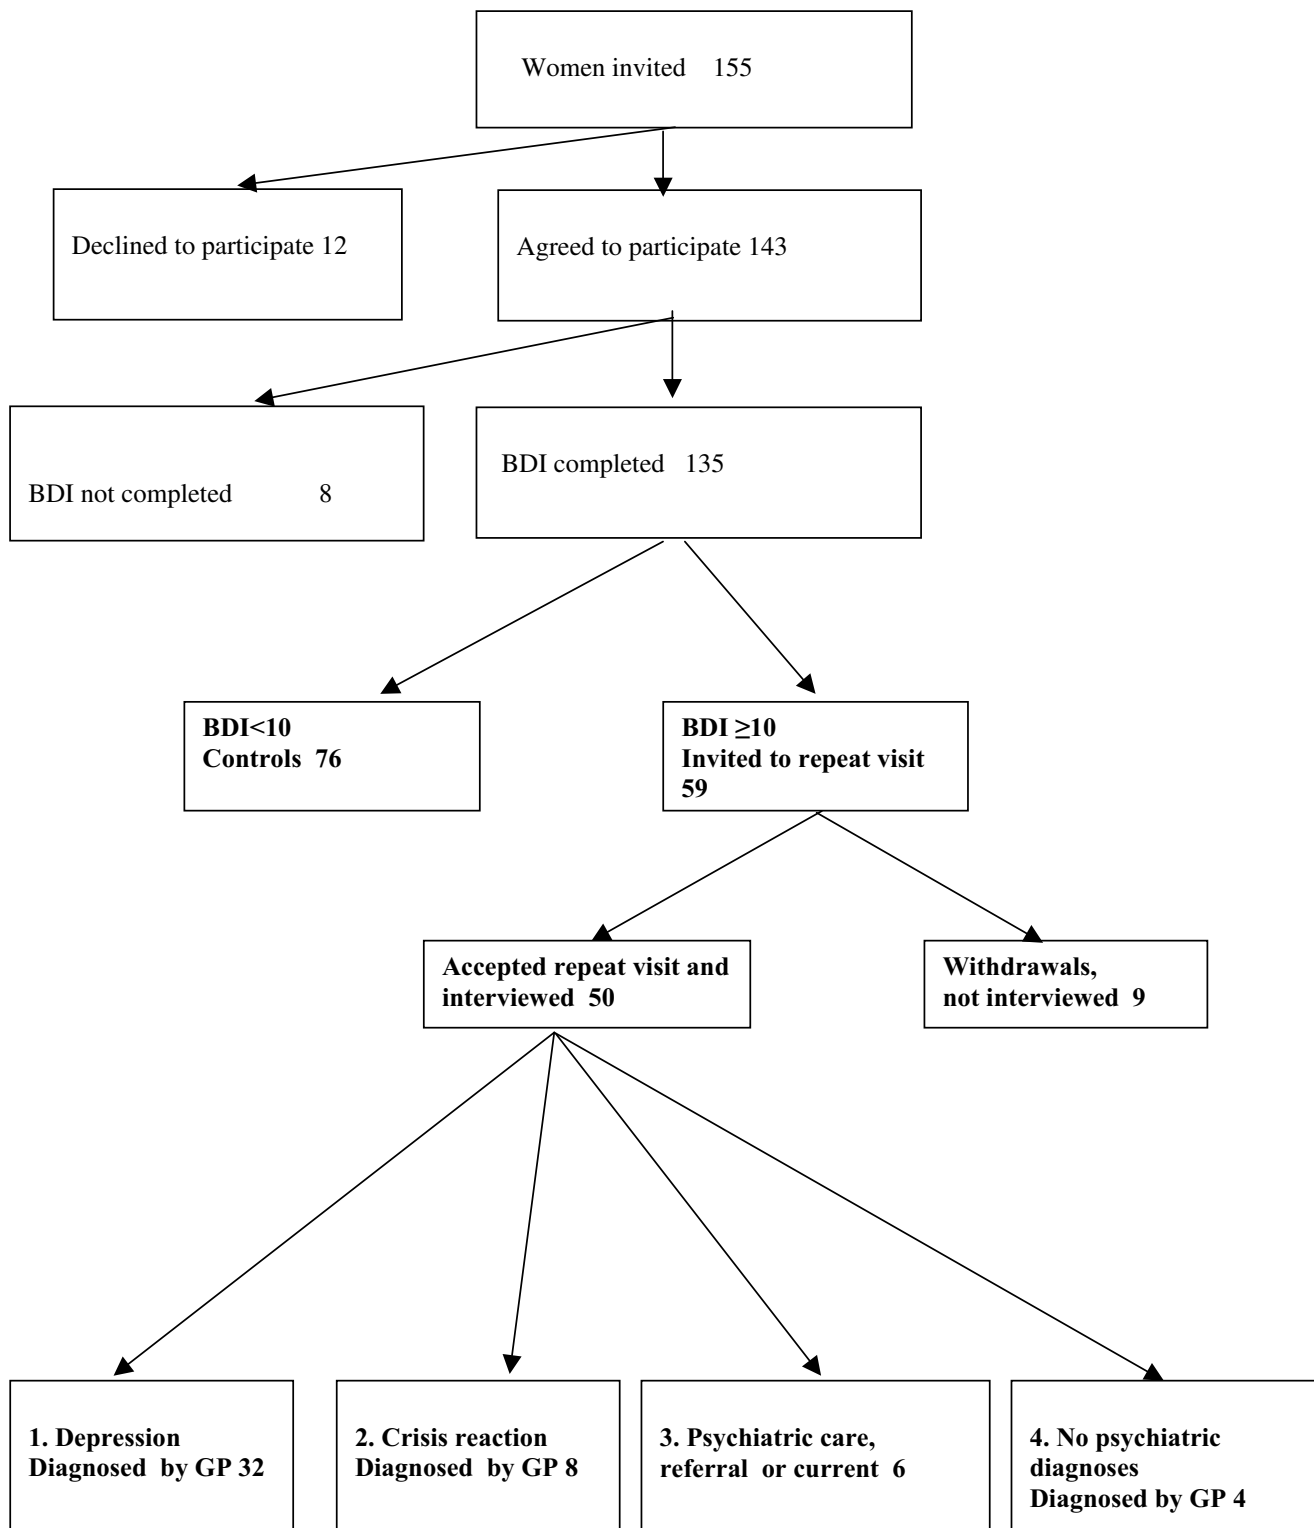 Women invited 155
Declined to participate 12
Agreed to participate 143
BDI not completed 8
BDI completed 135
BDI<10
Controls 76
BDI ≥10
Invited to repeat visit
59
Accepted repeat visit and
interviewed 50
Withdrawals,
not interviewed 9
1. Depression
Diagnosed by GP 32
2. Crisis reaction
Diagnosed by GP 8
3. Psychiatric care,
referral or current 6
4. No psychiatric
diagnoses
Diagnosed by GP 4